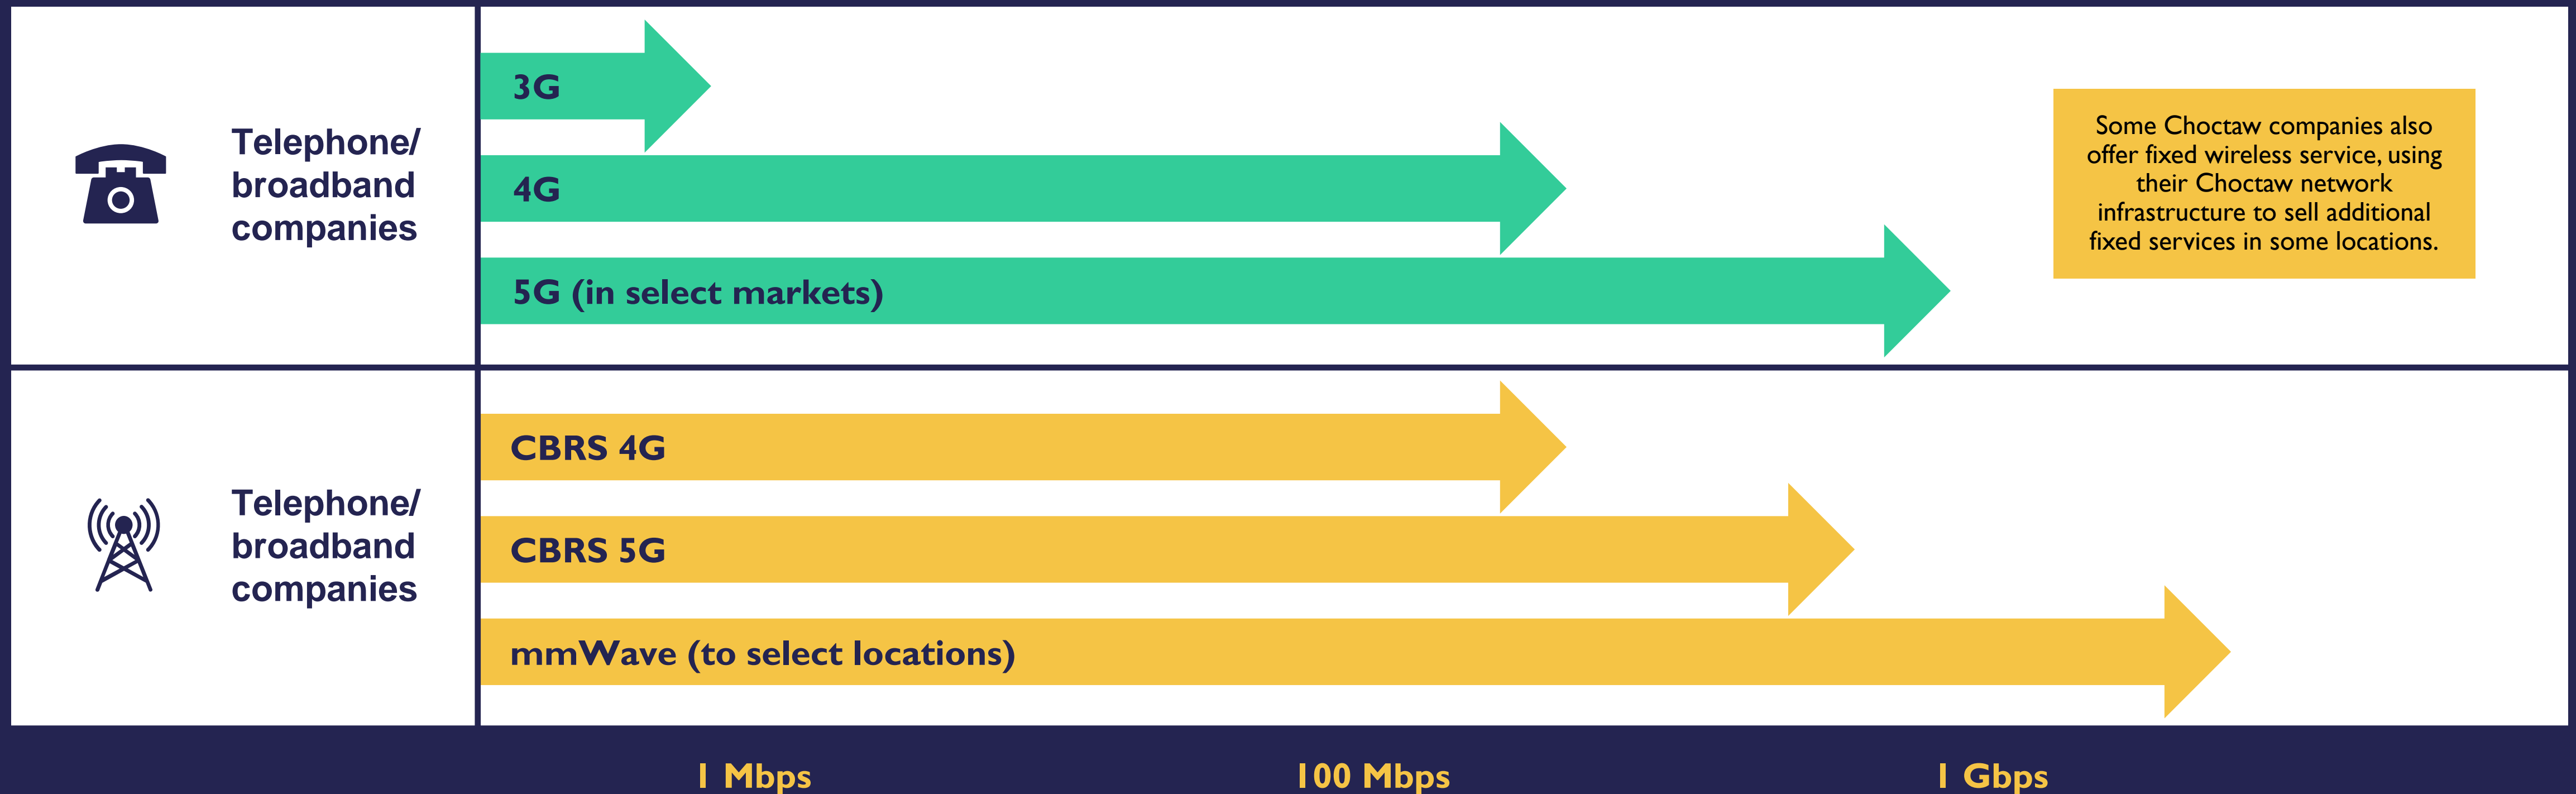 Telephone/
broadband
companies
3G
4G
5G (in select markets)
Some Choctaw companies also
offer fixed wireless service, using
their Choctaw network
infrastructure to sell additional
fixed services in some locations.
Telephone/
broadband
companies
CBRS 4G
CBRS 5G
mmWave (to select locations)
1 Mbps
100 Mbps
1 Gbps